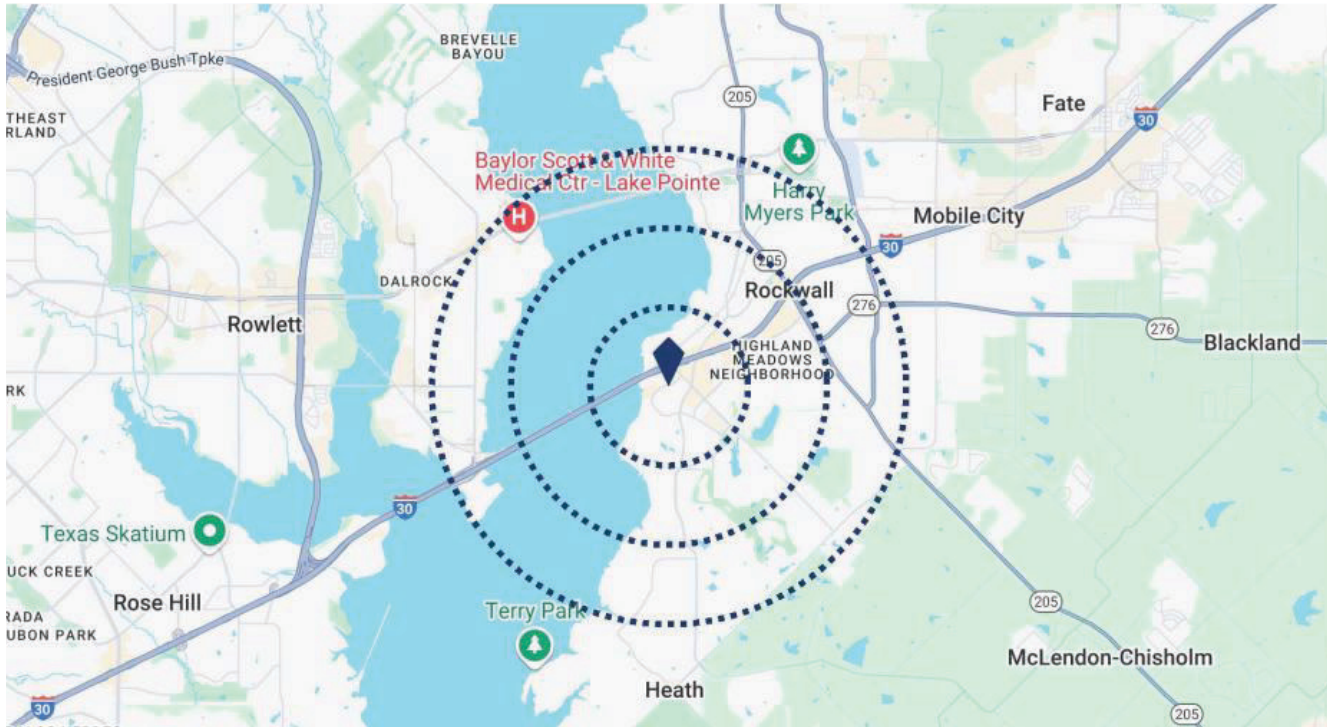 BREVELLE
BAYOU
President George Bush Tpke
THEAST
RLAND
205
Fate
30
Baylor Scott & White
Medical Ctr - Lake Pointe
H
Harry
Myers Park
Mobile City
30
205
DALROCK
Rockwall
276
Rowlett
276
Blackland
HIGHLAND
MEADOWS
NEIGHBORHOOD
RK
30
Texas Skatium
UCK CREEK
Rose Hill
205
RADA
UBON PARK
Terry Park
McLendon-Chisholm
Heath
30
205